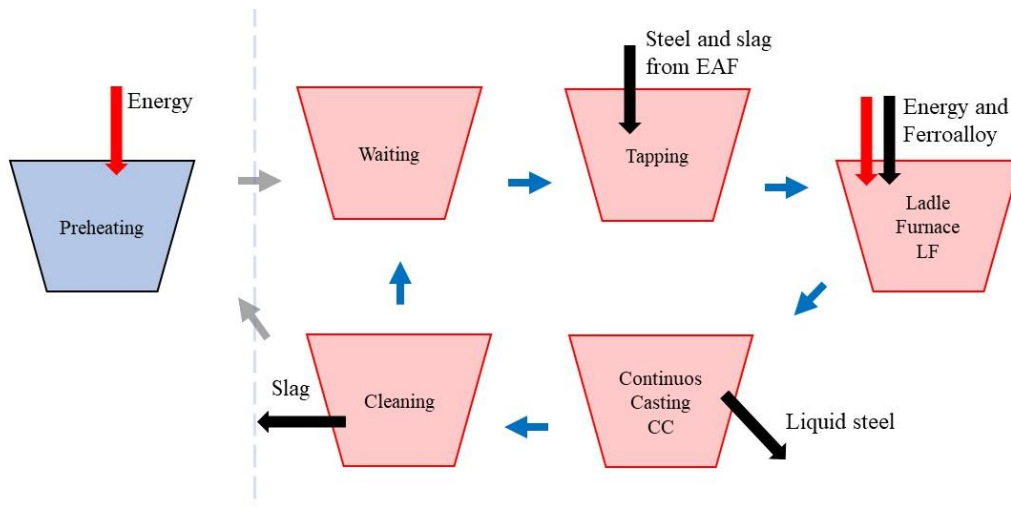 Energy
Preheating
Waiting
Steel and slag
from EAF
Tapping
Energy and
Ferroalloy
Ladle
Furnace
LF
Continuos
Casting
CC
Liquid steel
Cleaning
Slag